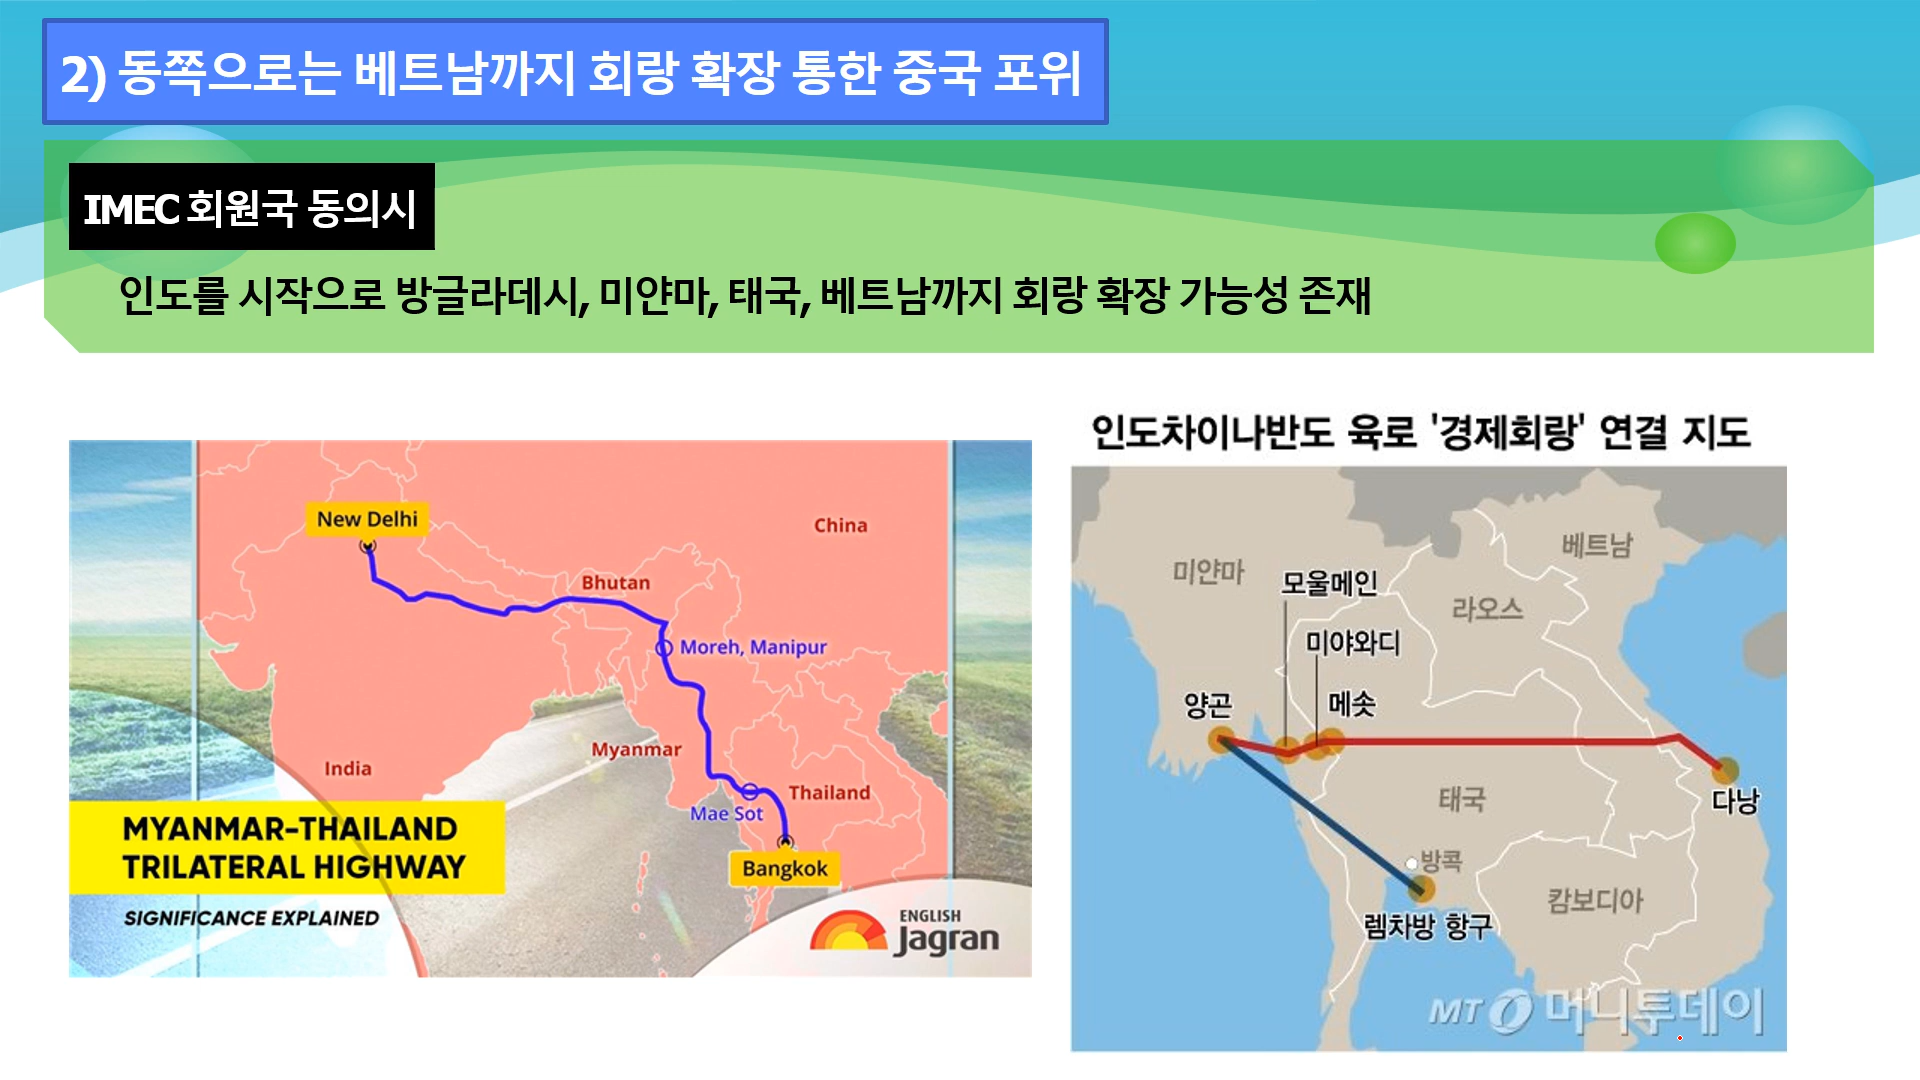 2) 동쪽으로는 베트남까지 회랑 확장 통한 중국 포위
IMEC 회원국 동의시
인도를 시작으로 방글라데시, 미얀마, 태국, 베트남까지 회랑 확장 가능성 존재
New Delhi
China
Bhutan
Moreh, Manipur
Myanmar
India
Thailand
Mae Sot
Bangkok
MYANMAR-THAILAND
TRILATERAL HIGHWAY
SIGNIFICANCE EXPLAINED
ENGLISH
Jagran
인도차이나반도 육로 '경제회랑' 연결 지도
베트남
미얀마
모울메인
라오스
미야와디
양곤
메솟
태국
다낭
방콕
캄보디아
렘차방 항구
MT 머니투데이